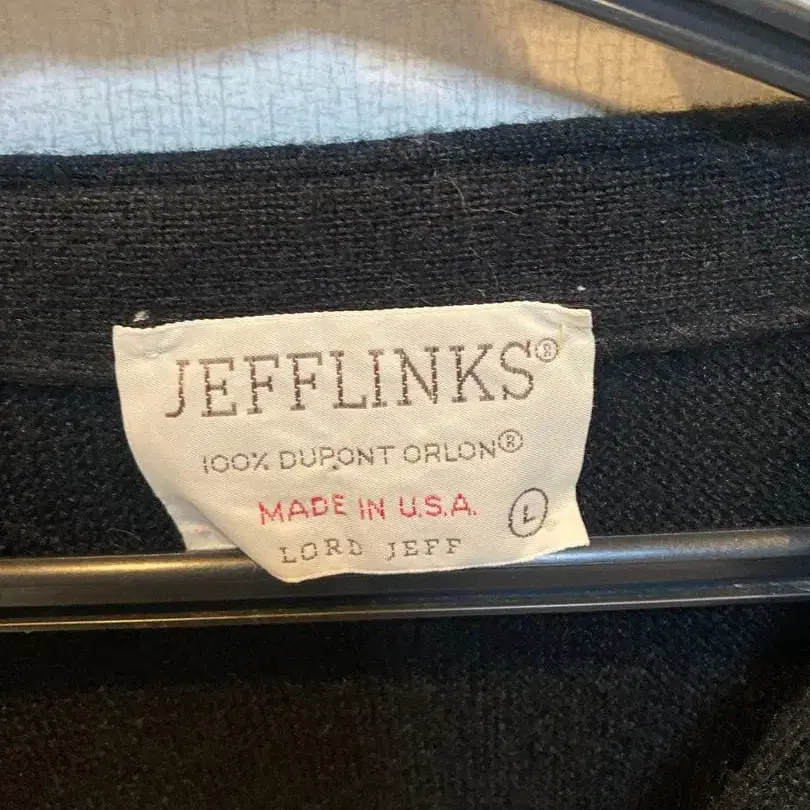 JEFFLINKS®
100% DUPONT ORLON®
MADE IN U.S.A. L
LORD JEFF